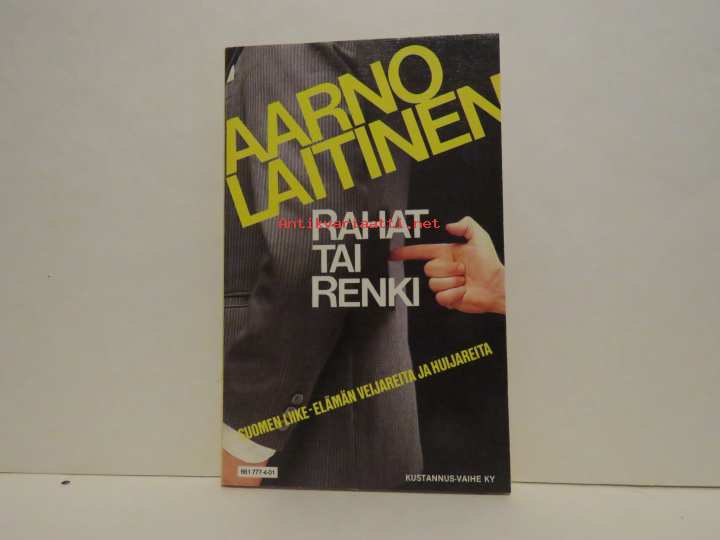 AARNO
LAITINEN
RAHAT
Antikvariaatti.net
TAI
RENKI
SUOMEN LIIKE-ELÄMÄN VEIJAREITA JA HUIJAREITA
KUSTANNUS-VAIHE KY